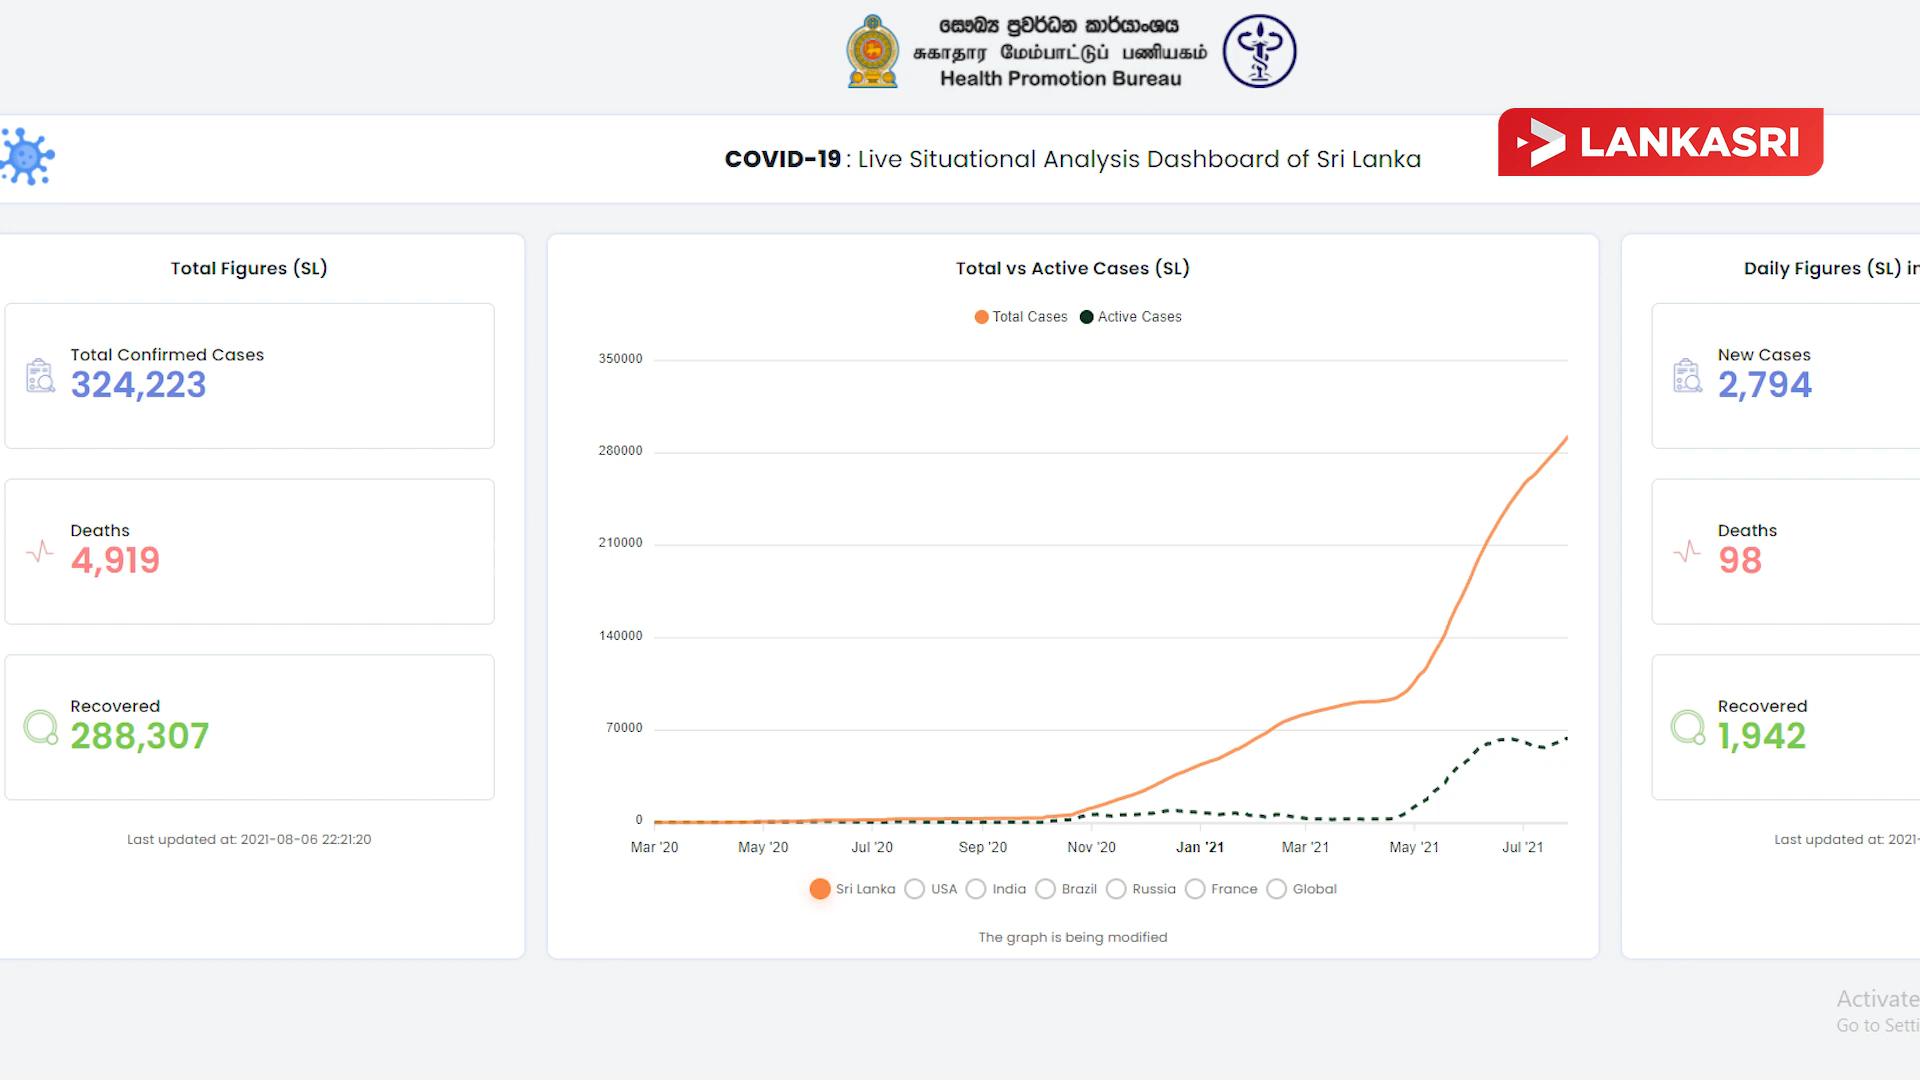 සෞඛ්‍ය ප්‍රවර්ධන කාර්යාංශය
சுகாதார மேம்பாட்டுப் பணியகம்
Health Promotion Bureau
COVID-19 : Live Situational Analysis Dashboard of Sri Lanka
LANKASRI
Total Figures (SL)
Total Confirmed Cases
324,223
Deaths
4,919
Recovered
288,307
Last updated at: 2021-08-06 22:21:20
Total vs Active Cases (SL)
Total Cases Active Cases
350000
280000
210000
140000
70000
0
Mar '20 May '20 Jul '20 Sep '20 Nov '20 Jan '21 Mar '21 May '21 Jul '21
Sri Lanka USA India Brazil Russia France Global
The graph is being modified
Daily Figures (SL) in
New Cases
2,794
Deaths
98
Recovered
1,942
Last updated at: 2021-
Activate
Go to Setti